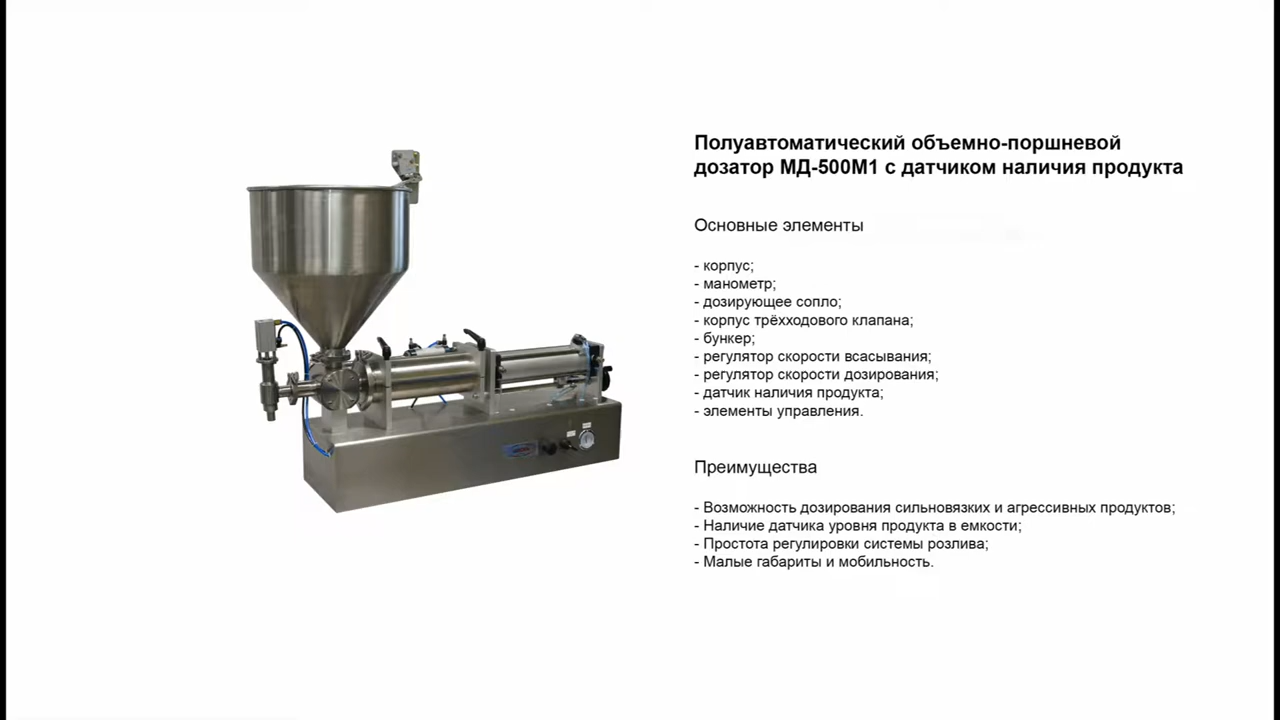 Полуавтоматический объемно-поршневой
дозатор МД-500М1 с датчиком наличия продукта
Основные элементы
- корпус;
- манометр;
- дозирующее сопло;
- корпус трёхходового клапана;
- бункер;
- регулятор скорости всасывания;
- регулятор скорости дозирования;
- датчик наличия продукта;
- элементы управления.
Преимущества
- Возможность дозирования сильновязких и агрессивных продуктов;
- Наличие датчика уровня продукта в емкости;
- Простота регулировки системы розлива;
- Малые габариты и мобильность.